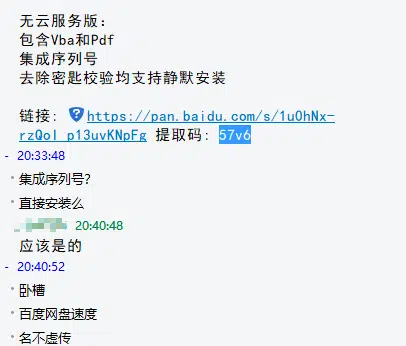 无云服务版：
包含Vba和Pdf
集成序列号
去除密匙校验均支持静默安装
链接：https://pan.baidu.com/s/1uOhNx-
rzQoI_p13uvKNpFg 提取码：57v6
- 20:33:48
集成序列号？
直接安装么
20:40:48
应该是的
- 20:40:52
卧槽
百度网盘速度
名不虚传